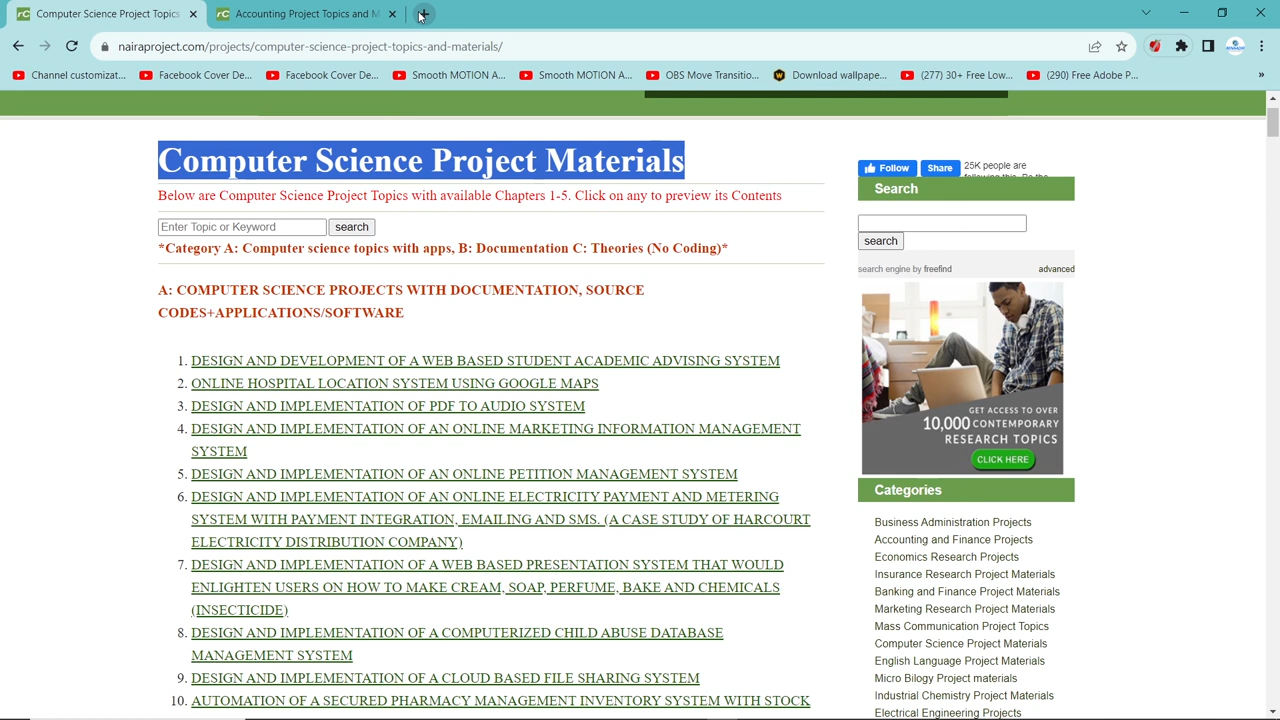 Computer Science Project Topics
Accounting Project Topics and M
nairaproject.com/projects/computer-science-project-topics-and-materials/
Channel customizat...
Facebook Cover De...
Facebook Cover De...
Smooth MOTION A...
Smooth MOTION A...
OBS Move Transitio...
Download wallpape...
(277) 30+ Free Low...
(290) Free Adobe P...
»
Computer Science Project Materials
Below are Computer Science Project Topics with available Chapters 1-5. Click on any to preview its Contents
Enter Topic or Keyword
search
*Category A: Computer science topics with apps, B: Documentation C: Theories (No Coding)*
A: COMPUTER SCIENCE PROJECTS WITH DOCUMENTATION, SOURCE
CODES+APPLICATIONS/SOFTWARE
1. DESIGN AND DEVELOPMENT OF A WEB BASED STUDENT ACADEMIC ADVISING SYSTEM
2. ONLINE HOSPITAL LOCATION SYSTEM USING GOOGLE MAPS
3. DESIGN AND IMPLEMENTATION OF PDF TO AUDIO SYSTEM
4. DESIGN AND IMPLEMENTATION OF AN ONLINE MARKETING INFORMATION MANAGEMENT
SYSTEM
5. DESIGN AND IMPLEMENTATION OF AN ONLINE PETITION MANAGEMENT SYSTEM
6. DESIGN AND IMPLEMENTATION OF AN ONLINE ELECTRICITY PAYMENT AND METERING
SYSTEM WITH PAYMENT INTEGRATION, EMAILING AND SMS. (A CASE STUDY OF HARCOURT
ELECTRICITY DISTRIBUTION COMPANY)
7. DESIGN AND IMPLEMENTATION OF A WEB BASED PRESENTATION SYSTEM THAT WOULD
ENLIGHTEN USERS ON HOW TO MAKE CREAM, SOAP, PERFUME, BAKE AND CHEMICALS
(INSECTICIDE)
8. DESIGN AND IMPLEMENTATION OF A COMPUTERIZED CHILD ABUSE DATABASE
MANAGEMENT SYSTEM
9. DESIGN AND IMPLEMENTATION OF A CLOUD BASED FILE SHARING SYSTEM
10. AUTOMATION OF A SECURED PHARMACY MANAGEMENT INVENTORY SYSTEM WITH STOCK
Follow
Share
25K people are
following this. Be the
Search
search
search engine by freefind
advanced
GET ACCESS TO OVER
10,000 CONTEMPORARY
RESEARCH TOPICS
CLICK HERE
Categories
Business Administration Projects
Accounting and Finance Projects
Economics Research Projects
Insurance Research Project Materials
Banking and Finance Project Materials
Marketing Research Project Materials
Mass Communication Project Topics
Computer Science Project Materials
English Language Project Materials
Micro Bilogy Project materials
Industrial Chemistry Project Materials
Electrical Engineering Projects